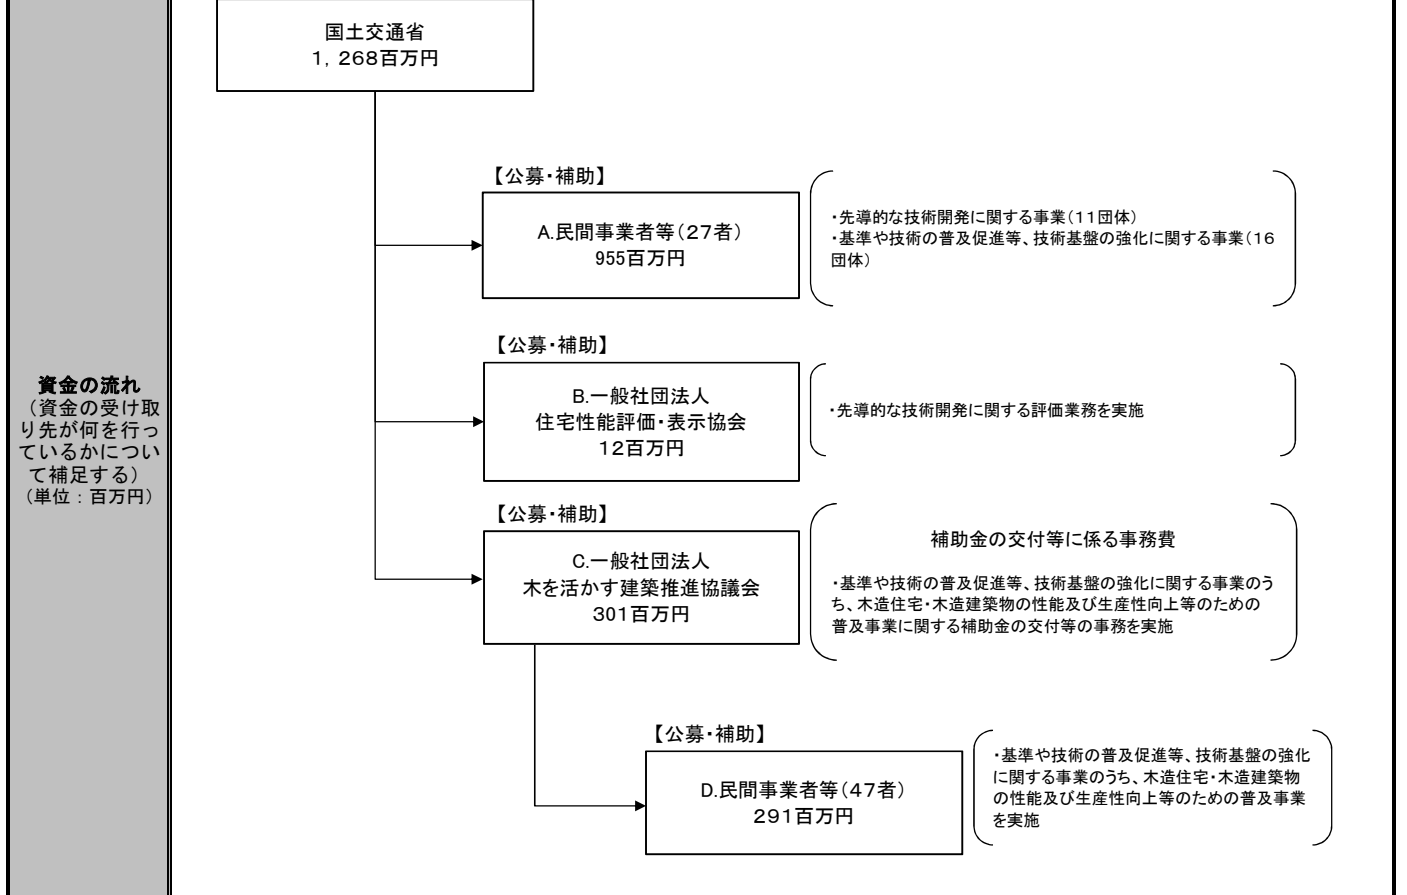 国土交通省
1，268百万円
【公募・補助】
A.民間事業者等（27者）
955百万円
・先導的な技術開発に関する事業（11団体）
・基準や技術の普及促進等、技術基盤の強化に関する事業（16
団体）
【公募・補助】
B.一般社団法人
住宅性能評価・表示協会
12百万円
・先導的な技術開発に関する評価業務を実施
資金の流れ
（資金の受け取
り先が何を行っ
ているかについ
て補足する）
（単位：百万円）
【公募・補助】
C.一般社団法人
木を活かす建築推進協議会
301百万円
補助金の交付等に係る事務費
・基準や技術の普及促進等、技術基盤の強化に関する事業のう
ち、木造住宅・木造建築物の性能及び生産性向上等のための
普及事業に関する補助金の交付等の事務を実施
【公募・補助】
D.民間事業者等（47者）
291百万円
・基準や技術の普及促進等、技術基盤の強化
に関する事業のうち、木造住宅・木造建築物
の性能及び生産性向上等のための普及事業
を実施